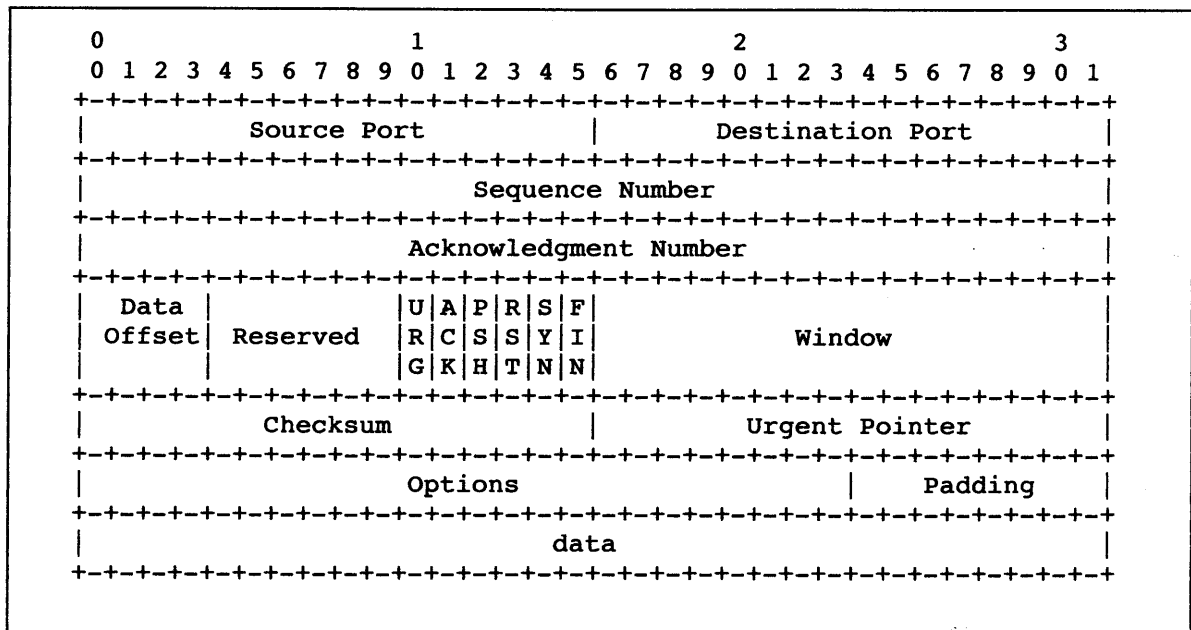 0                   1                   2                   3
 0 1 2 3 4 5 6 7 8 9 0 1 2 3 4 5 6 7 8 9 0 1 2 3 4 5 6 7 8 9 0 1
+-+-+-+-+-+-+-+-+-+-+-+-+-+-+-+-+-+-+-+-+-+-+-+-+-+-+-+-+-+-+-+-+
|          Source Port          |       Destination Port        |
+-+-+-+-+-+-+-+-+-+-+-+-+-+-+-+-+-+-+-+-+-+-+-+-+-+-+-+-+-+-+-+-+
|                        Sequence Number                        |
+-+-+-+-+-+-+-+-+-+-+-+-+-+-+-+-+-+-+-+-+-+-+-+-+-+-+-+-+-+-+-+-+
|                    Acknowledgment Number                      |
+-+-+-+-+-+-+-+-+-+-+-+-+-+-+-+-+-+-+-+-+-+-+-+-+-+-+-+-+-+-+-+-+
|  Data |           |U|A|P|R|S|F|                               |
| Offset| Reserved  |R|C|S|S|Y|I|            Window             |
|       |           |G|K|H|T|N|N|                               |
+-+-+-+-+-+-+-+-+-+-+-+-+-+-+-+-+-+-+-+-+-+-+-+-+-+-+-+-+-+-+-+-+
|           Checksum            |         Urgent Pointer        |
+-+-+-+-+-+-+-+-+-+-+-+-+-+-+-+-+-+-+-+-+-+-+-+-+-+-+-+-+-+-+-+-+
|                    Options                    |    Padding    |
+-+-+-+-+-+-+-+-+-+-+-+-+-+-+-+-+-+-+-+-+-+-+-+-+-+-+-+-+-+-+-+-+
|                             data                              |
+-+-+-+-+-+-+-+-+-+-+-+-+-+-+-+-+-+-+-+-+-+-+-+-+-+-+-+-+-+-+-+-+